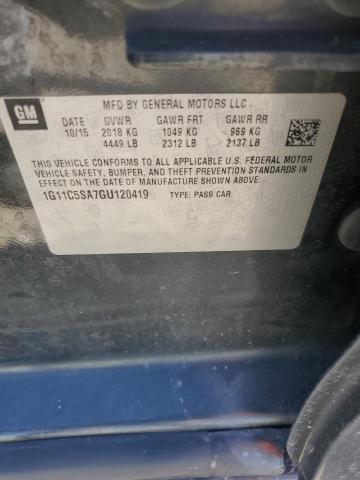 GM
MFD BY GENERAL MOTORS LLC
DATE GVWR GAWR FRT GAWR RR
10/15 2018 KG 1049 KG 969 KG
4449 LB 2312 LB 2137 LB
THIS VEHICLE CONFORMS TO ALL APPLICABLE U.S. FEDERAL MOTOR
VEHICLE SAFETY, BUMPER, AND THEFT PREVENTION STANDARDS IN
EFFECT ON THE DATE OF MANUFACTURE SHOWN ABOVE.
1G11C5SA7GU120419 TYPE: PASS CAR